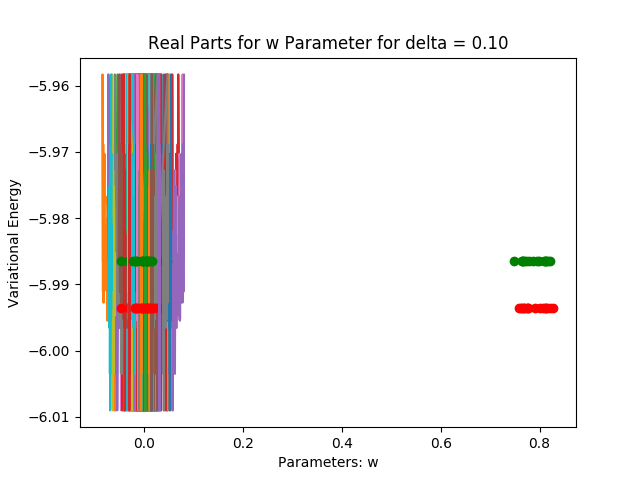 Real Parts for w Parameter for delta = 0.10
Variational Energy
−5.96
−5.97
−5.98
−5.99
−6.00
−6.01
0.0 0.2 0.4 0.6 0.8
Parameters: w